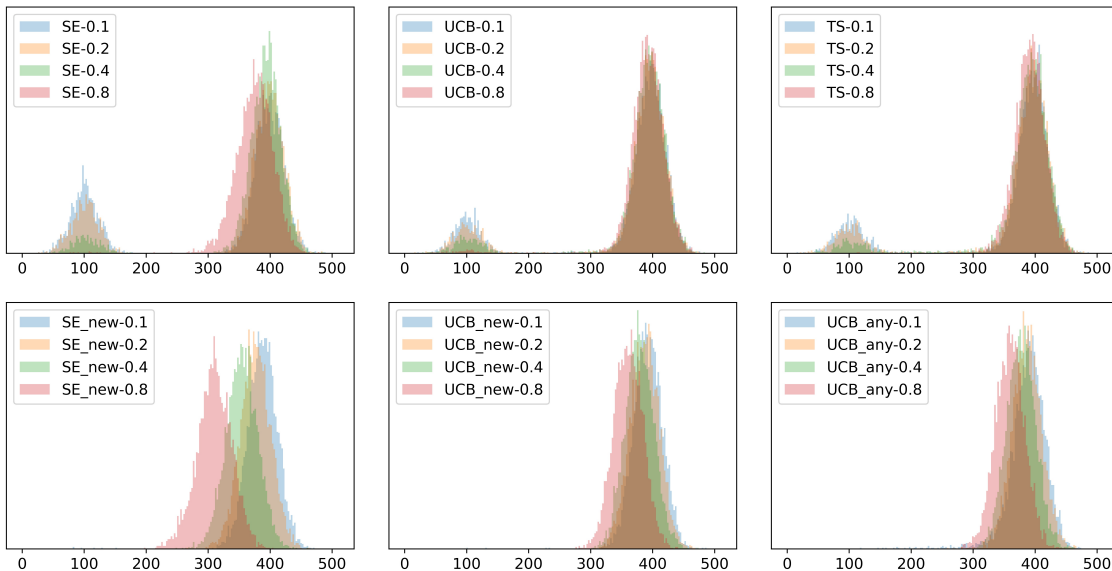 SE-0.1
SE-0.2
SE-0.4
SE-0.8
0 100 200 300 400 500
UCB-0.1
UCB-0.2
UCB-0.4
UCB-0.8
0 100 200 300 400 500
TS-0.1
TS-0.2
TS-0.4
TS-0.8
0 100 200 300 400 500
SE_new-0.1
SE_new-0.2
SE_new-0.4
SE_new-0.8
0 100 200 300 400 500
UCB_new-0.1
UCB_new-0.2
UCB_new-0.4
UCB_new-0.8
0 100 200 300 400 500
UCB_any-0.1
UCB_any-0.2
UCB_any-0.4
UCB_any-0.8
0 100 200 300 400 500